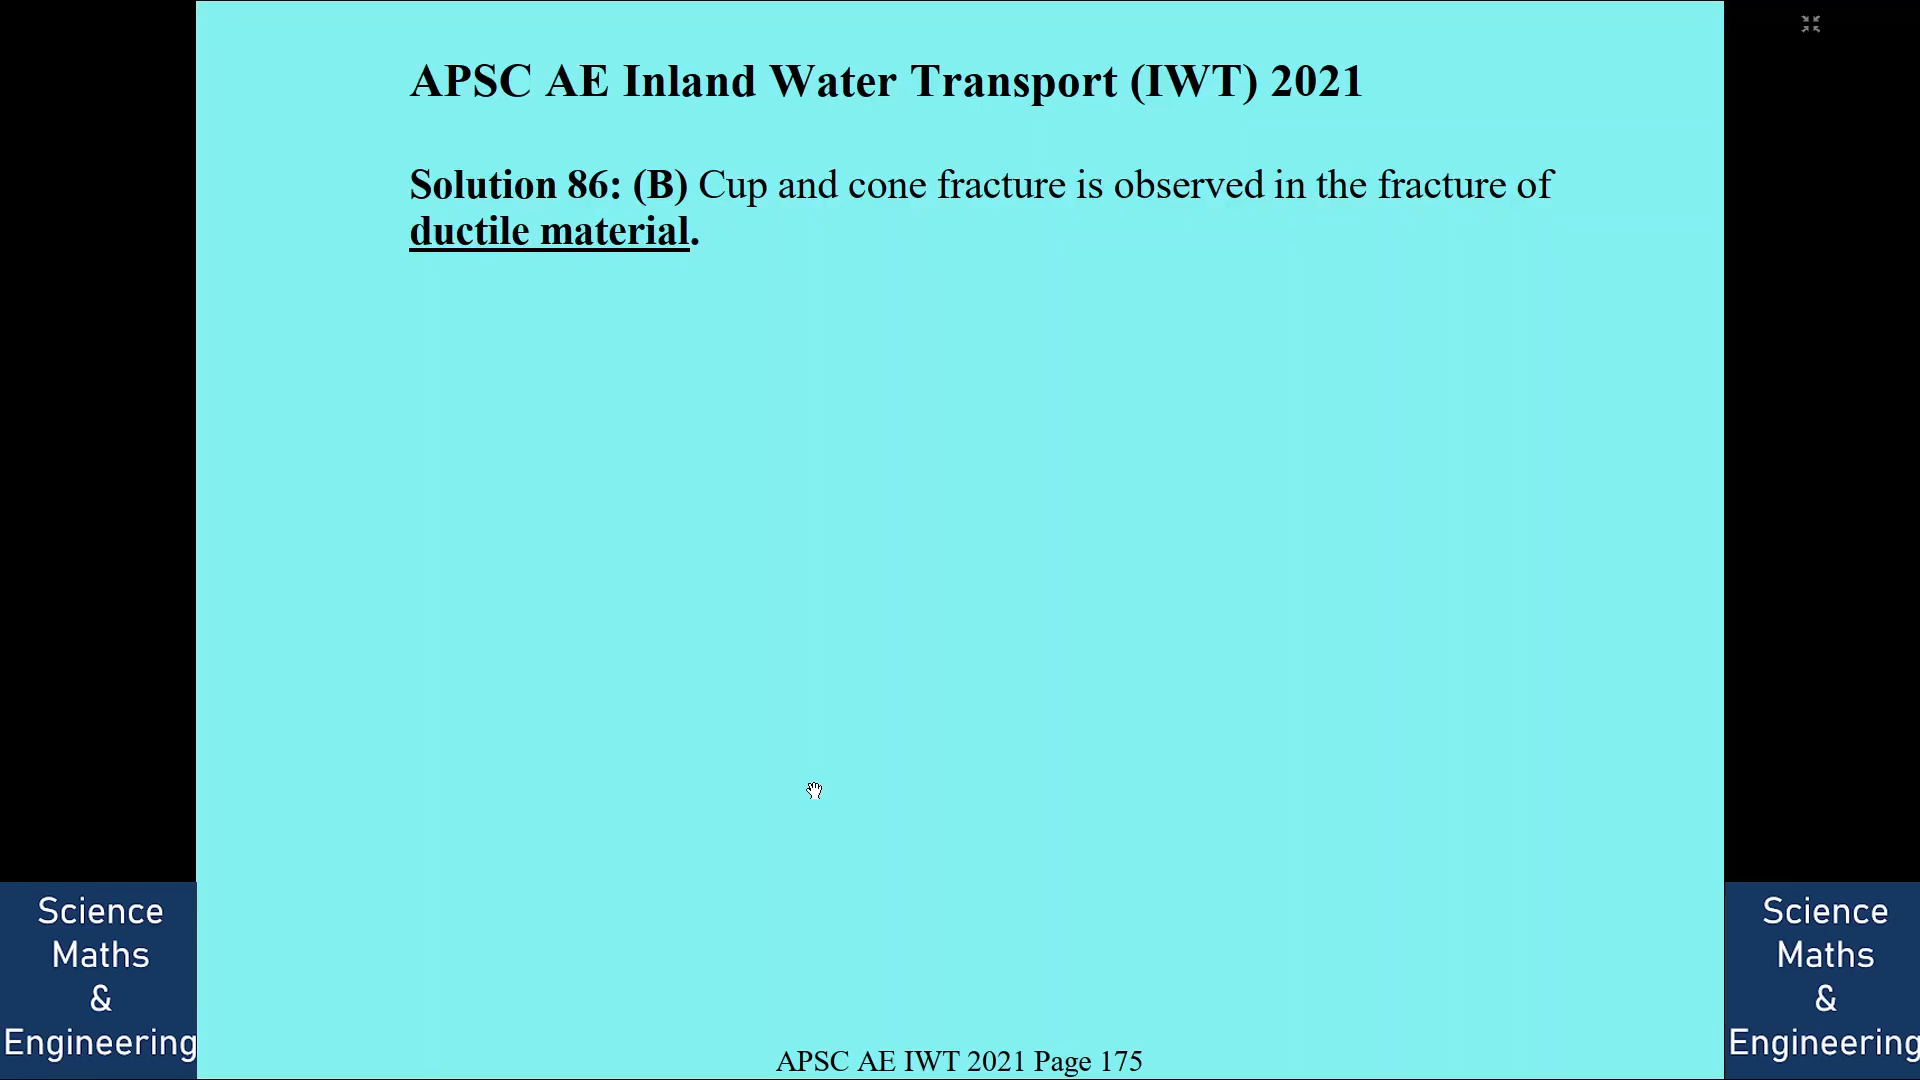 APSC AE Inland Water Transport (IWT) 2021
Solution 86: (B) Cup and cone fracture is observed in the fracture of
ductile material.
Science
Maths
&
Engineering
Science
Maths
&
Engineering
APSC AE IWT 2021 Page 175